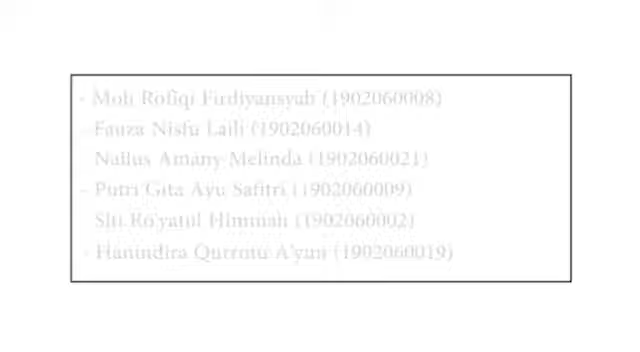 - Moh Rofiqi Firdiyansyah (1902060008)
- Fauza Nisfu Laili (1902060014)
Nailus Amany Melinda (1902060021)
- Putri Gita Ayu Safitri (1902060009)
Siti Ro'yatul Himmah (1902060002)
- Hanindira Qurrotu A'yun (1902060019)